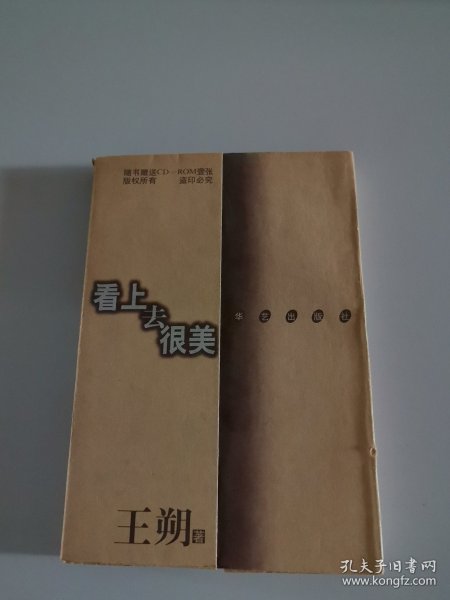 随书赠送CD-ROM壹张
版权所有 盗印必究
看上去很美
华艺出版社
王朔著
孔夫子旧书网
www.kongfz.com